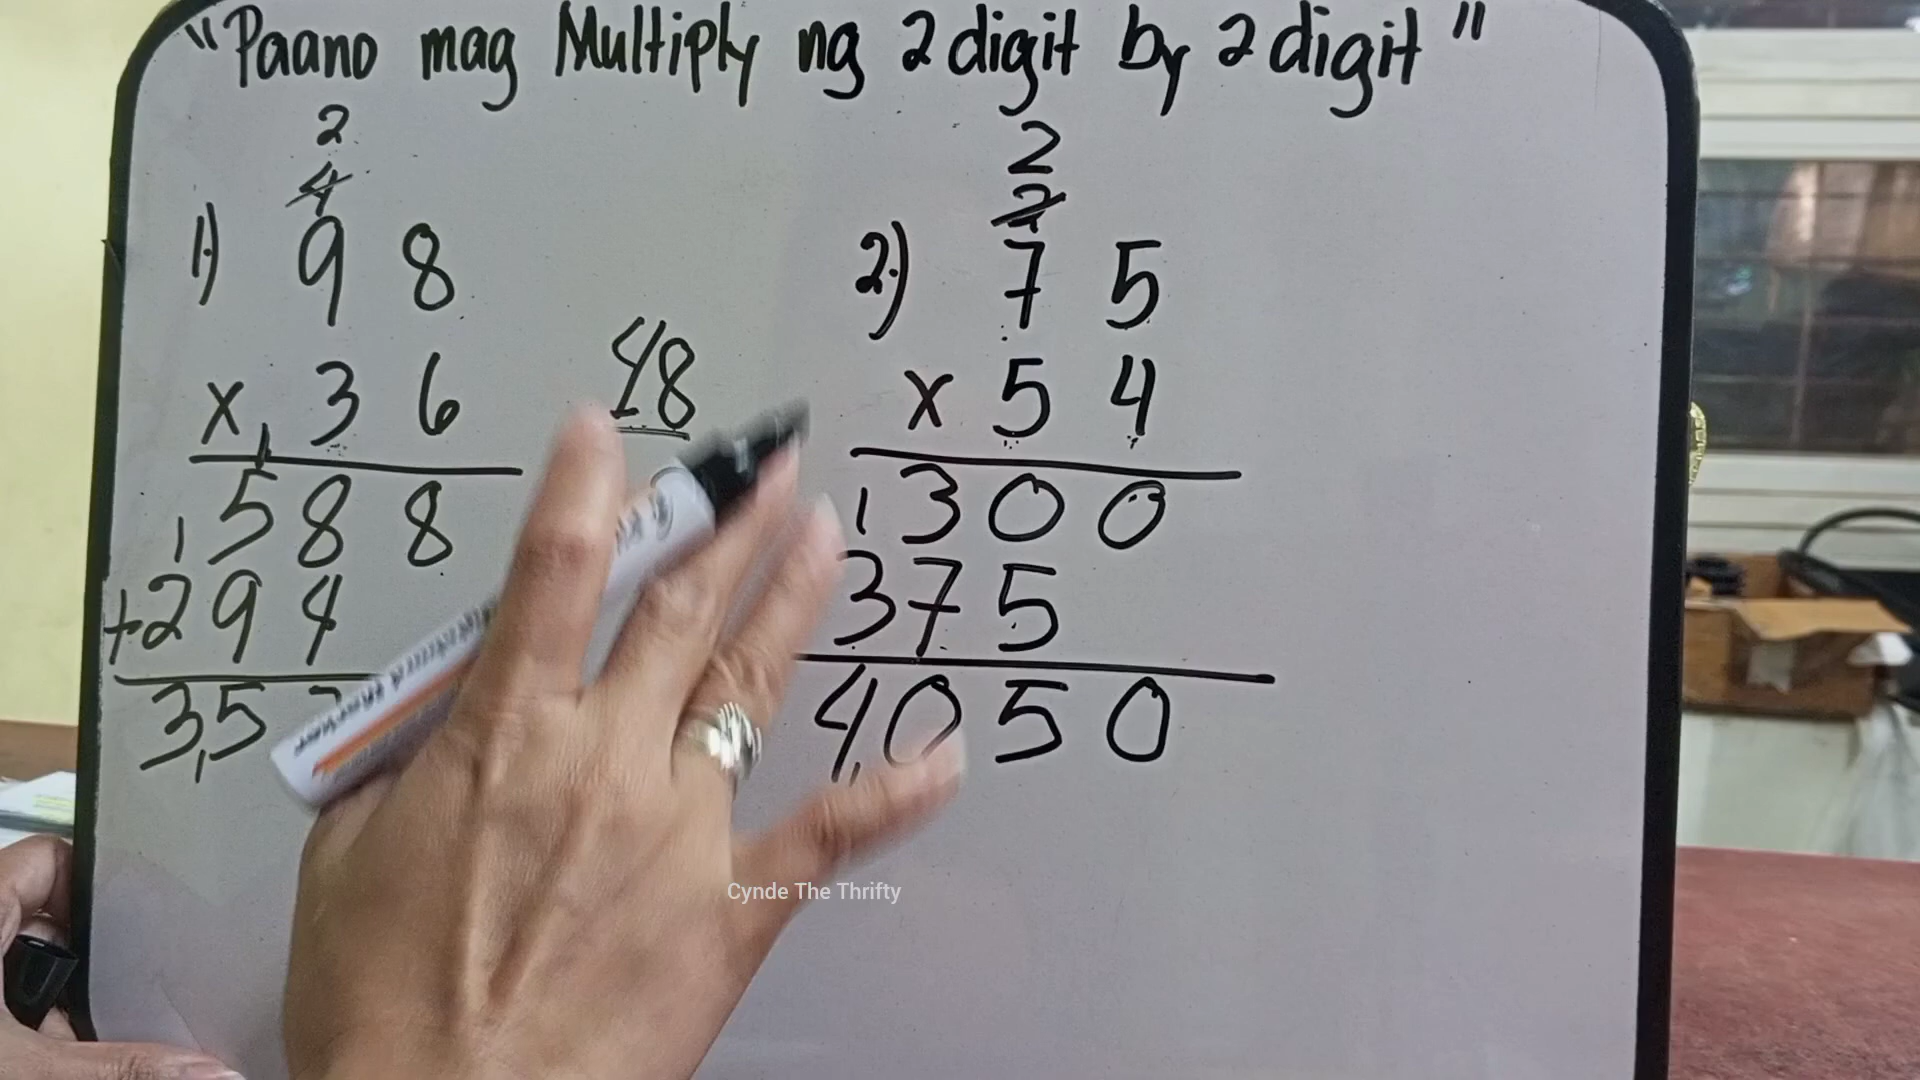 "Paano mag Multiply ng 2 digit by 2 digit"
2
4
1.) 9 8
x 3 6
1
1 5 8 8
+ 2 9 4
3,5
48
2
2
2.) 7 5
x 5 4
1 3 0 0
3 7 5
4,0 5 0
Cynde The Thrifty